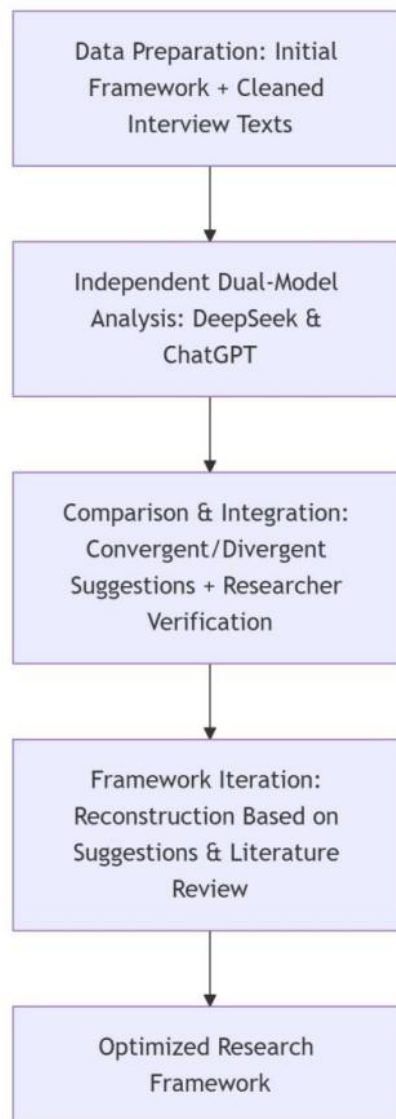 Data Preparation: Initial
Framework + Cleaned
Interview Texts
Independent Dual-Model
Analysis: DeepSeek &
ChatGPT
Comparison & Integration:
Convergent/Divergent
Suggestions + Researcher
Verification
Framework Iteration:
Reconstruction Based on
Suggestions & Literature
Review
Optimized Research
Framework